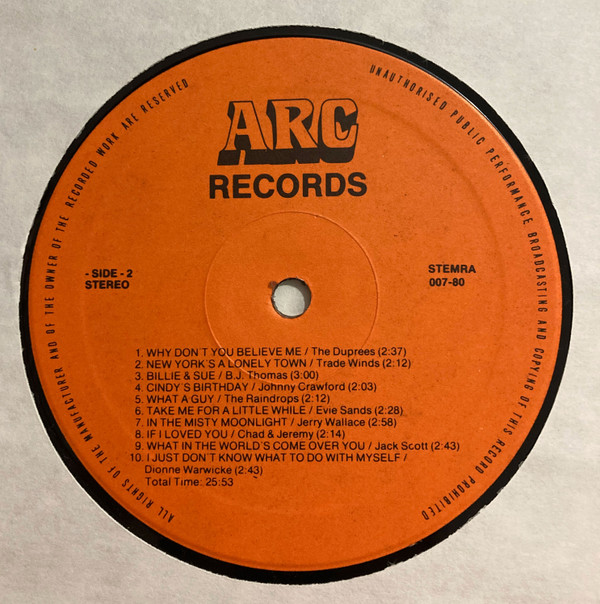 ARC
RECORDS
- SIDE - 2
STEREO
STEMRA
007-80
1. WHY DON'T YOU BELIEVE ME / The Duprees (2:37)
2. NEW YORK'S A LONELY TOWN / Trade Winds (2:12)
3. BILLIE & SUE / B.J. Thomas (3:00)
4. CINDY'S BIRTHDAY / Johnny Crawford (2:03)
5. WHAT A GUY / The Raindrops (2:12)
6. TAKE ME FOR A LITTLE WHILE / Evie Sands (2:28)
7. IN THE MISTY MOONLIGHT / Jerry Wallace (2:58)
8. IF I LOVED YOU / Chad & Jeremy (2:14)
9. WHAT IN THE WORLD'S COME OVER YOU / Jack Scott (2:43)
10. I JUST DON'T KNOW WHAT TO DO WITH MYSELF /
Dionne Warwicke (2:43)
Total Time: 25:53
ALL RIGHTS OF THE MANUFACTURER AND OF THE OWNER OF THE RECORDED WORK ARE RESERVED
UNAUTHORISED PUBLIC PERFORMANCE BROADCASTING AND COPYING OF THIS RECORD PROHIBITED